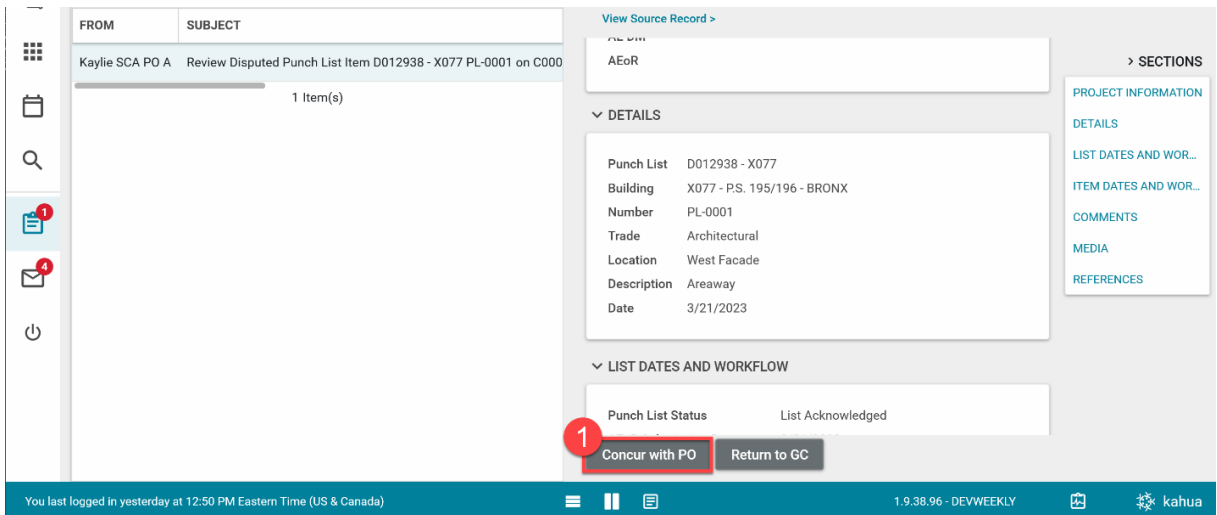 FROM SUBJECT
Kaylie SCA PO A Review Disputed Punch List Item D012938 - X077 PL-0001 on C000
1 Item(s)
1
4
View Source Record >
AE DM
AEoR
DETAILS
Punch List D012938 - X077
Building X077 - P.S. 195/196 - BRONX
Number PL-0001
Trade Architectural
Location West Facade
Description Areaway
Date 3/21/2023
LIST DATES AND WORKFLOW
Punch List Status List Acknowledged
1
Concur with PO Return to GC
> SECTIONS
PROJECT INFORMATION
DETAILS
LIST DATES AND WOR...
ITEM DATES AND WOR...
COMMENTS
MEDIA
REFERENCES
You last logged in yesterday at 12:50 PM Eastern Time (US & Canada) 1.9.38.96 - DEVWEEKLY kahua